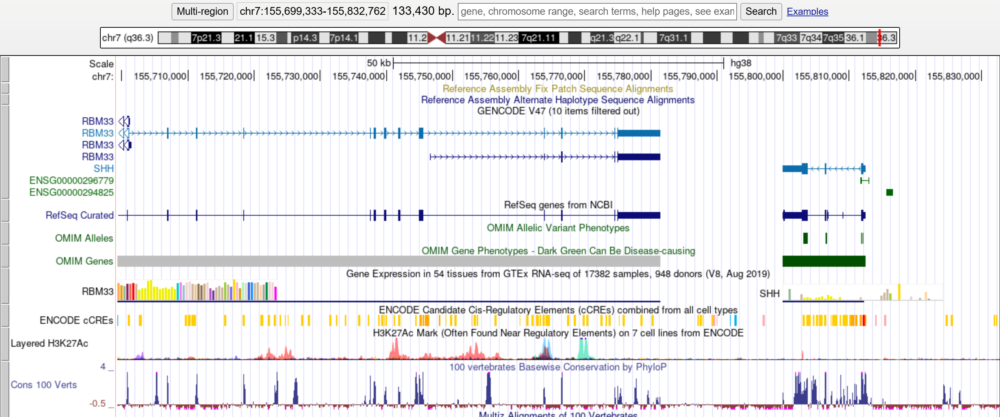 Multi-region chr7:155,699,333-155,832,762 133,430 bp. gene, chromosome range, search terms, help pages, see exan Search Examples
chr7 (q36.3) 7p21.3 21.1 15.3 p14.3 7p14.1 11.2 11.21 11.22 11.23 7q21.11 q21.3 q22.1 7q31.1 7q33 7q34 7q35 36.1 36.3
Scale 50 kb hg38
chr7: 155,710,000 155,720,000 155,730,000 155,740,000 155,750,000 155,760,000 155,770,000 155,780,000 155,790,000 155,800,000 155,810,000 155,820,000 155,830,000
Reference Assembly Fix Patch Sequence Alignments
Reference Assembly Alternate Haplotype Sequence Alignments
GENCODE V47 (10 items filtered out)
RBM33
RBM33
RBM33
RBM33
SHH
ENSG00000296779
ENSG00000294825
RefSeq genes from NCBI
RefSeq Curated
OMIM Allelic Variant Phenotypes
OMIM Alleles
OMIM Gene Phenotypes - Dark Green Can Be Disease-causing
OMIM Genes
Gene Expression in 54 tissues from GTEx RNA-seq of 17382 samples, 948 donors (V8, Aug 2019)
RBM33 SHH
ENCODE Candidate Cis-Regulatory Elements (cCREs) combined from all cell types
ENCODE cCREs
H3K27Ac Mark (Often Found Near Regulatory Elements) on 7 cell lines from ENCODE
Layered H3K27Ac
4 _ 100 vertebrates Basewise Conservation by PhyloP
Cons 100 Verts
-0.5 _
Multiz Alignments of 100 Vertebrates